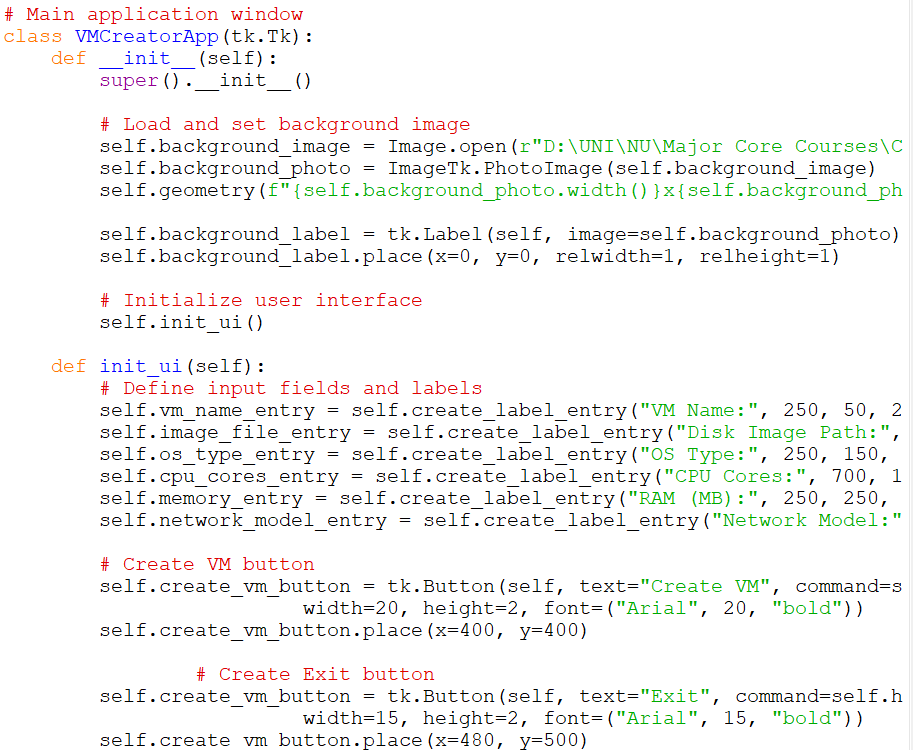 # Main application window
class VMCreatorApp(tk.Tk):
    def __init__(self):
        super().__init__()

        # Load and set background image
        self.background_image = Image.open(r"D:\UNI\NU\Major Core Courses\C
        self.background_photo = ImageTk.PhotoImage(self.background_image)
        self.geometry(f"{self.background_photo.width()}x{self.background_ph

        self.background_label = tk.Label(self, image=self.background_photo)
        self.background_label.place(x=0, y=0, relwidth=1, relheight=1)

        # Initialize user interface
        self.init_ui()

    def init_ui(self):
        # Define input fields and labels
        self.vm_name_entry = self.create_label_entry("VM Name:", 250, 50, 2
        self.image_file_entry = self.create_label_entry("Disk Image Path:",
        self.os_type_entry = self.create_label_entry("OS Type:", 250, 150,
        self.cpu_cores_entry = self.create_label_entry("CPU Cores:", 700, 1
        self.memory_entry = self.create_label_entry("RAM (MB):", 250, 250,
        self.network_model_entry = self.create_label_entry("Network Model:"

        # Create VM button
        self.create_vm_button = tk.Button(self, text="Create VM", command=s
                         width=20, height=2, font=("Arial", 20, "bold"))
        self.create_vm_button.place(x=400, y=400)

                # Create Exit button
        self.create_vm_button = tk.Button(self, text="Exit", command=self.h
                         width=15, height=2, font=("Arial", 15, "bold"))
        self.create_vm_button.place(x=480, y=500)